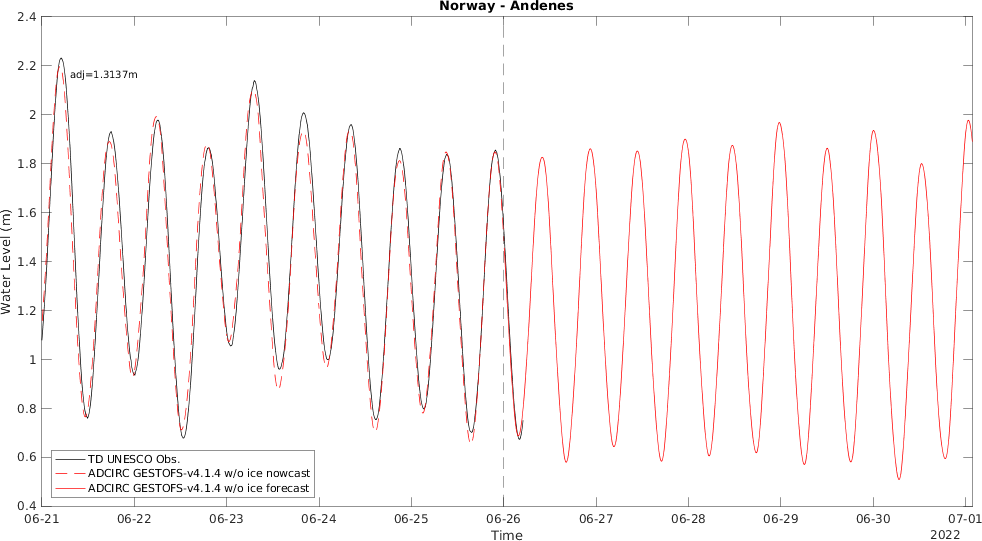 Norway - Andenes
2.4
2.2
2
1.8
1.6
1.4
1.2
1
0.8
0.6
0.4
Water Level (m)
adj=1.3137m
TD UNESCO Obs.
ADCIRC GESTOFS-v4.1.4 w/o ice nowcast
ADCIRC GESTOFS-v4.1.4 w/o ice forecast
06-21 06-22 06-23 06-24 06-25 06-26 06-27 06-28 06-29 06-30 07-01
Time
2022